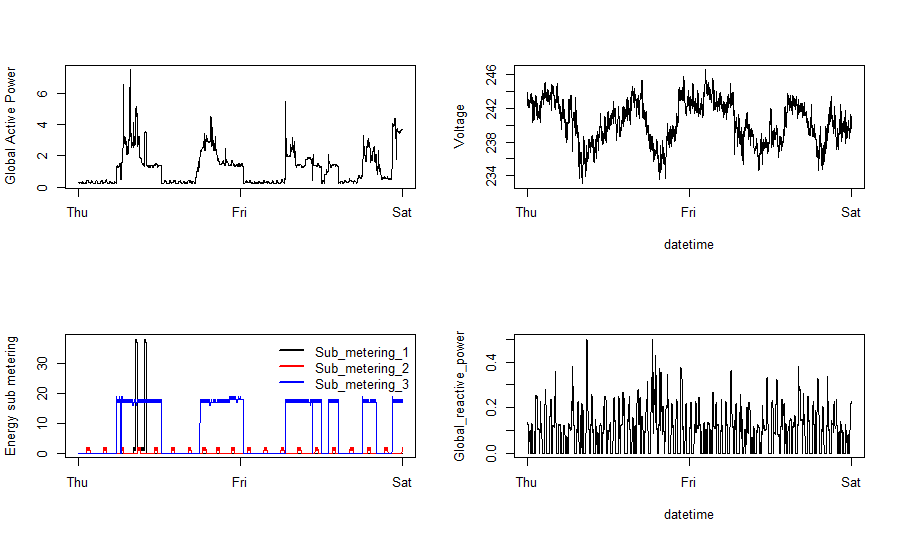 Global Active Power
0 2 4 6
Thu Fri Sat
Voltage
234 238 242 246
Thu Fri Sat
datetime
Energy sub metering
0 10 20 30
Sub_metering_1
Sub_metering_2
Sub_metering_3
Thu Fri Sat
Global_reactive_power
0.0 0.2 0.4
Thu Fri Sat
datetime